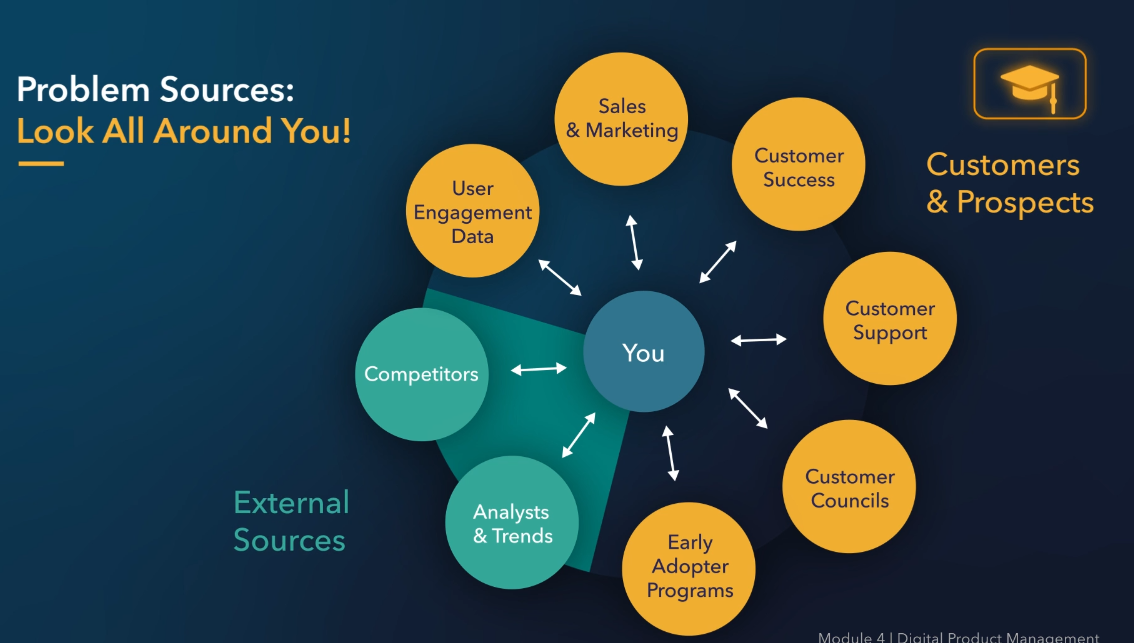 Problem Sources:
Look All Around You!
Sales
& Marketing
Customer
Success
Customers
& Prospects
User
Engagement
Data
Customer
Support
You
Competitors
Customer
Councils
External
Sources
Analysts
& Trends
Early
Adopter
Programs
Module 4 | Digital Product Management